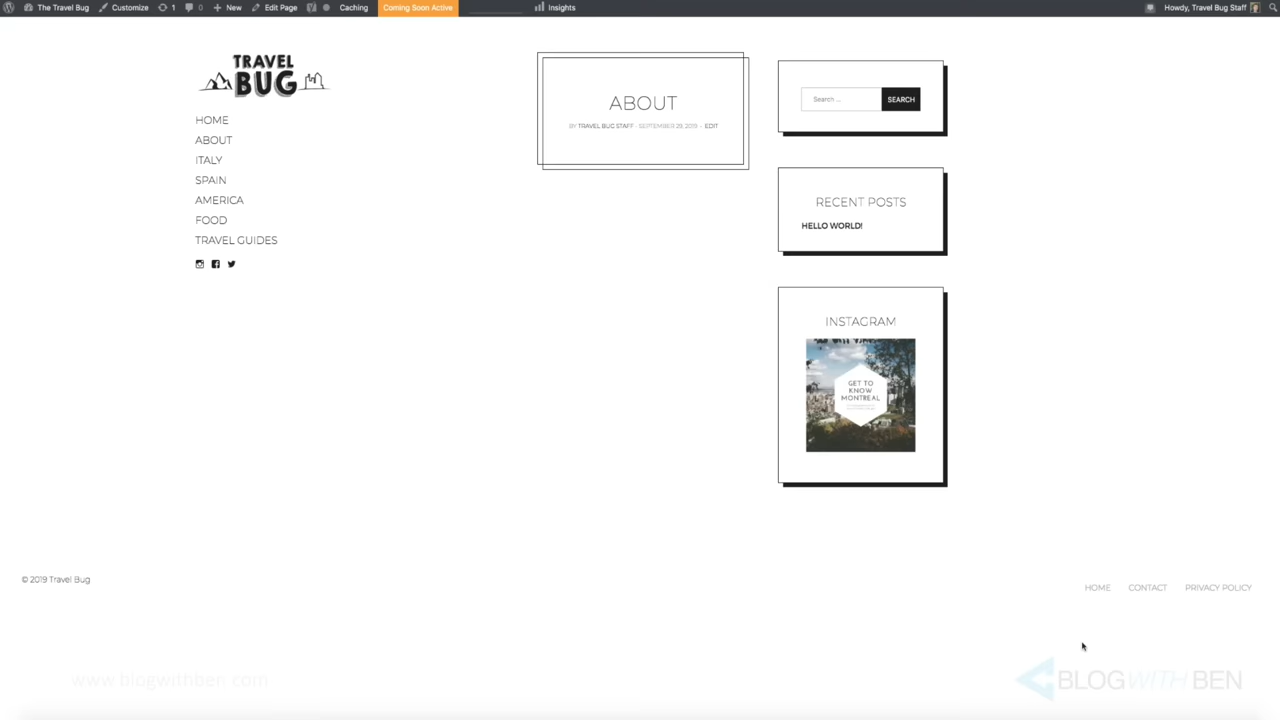 The Travel Bug Customize 1 0 New Edit Page Caching Coming Soon Active Insights Howdy, Travel Bug Staff
TRAVEL
BUG
HOME
ABOUT
ITALY
SPAIN
AMERICA
FOOD
TRAVEL GUIDES
ABOUT
BY TRAVEL BUG STAFF - SEPTEMBER 29, 2019 - EDIT
Search ... SEARCH
RECENT POSTS
HELLO WORLD!
INSTAGRAM
GET TO
KNOW
MONTREAL
© 2019 Travel Bug
HOME CONTACT PRIVACY POLICY
www.blogwithben.com
BLOGWITHBEN